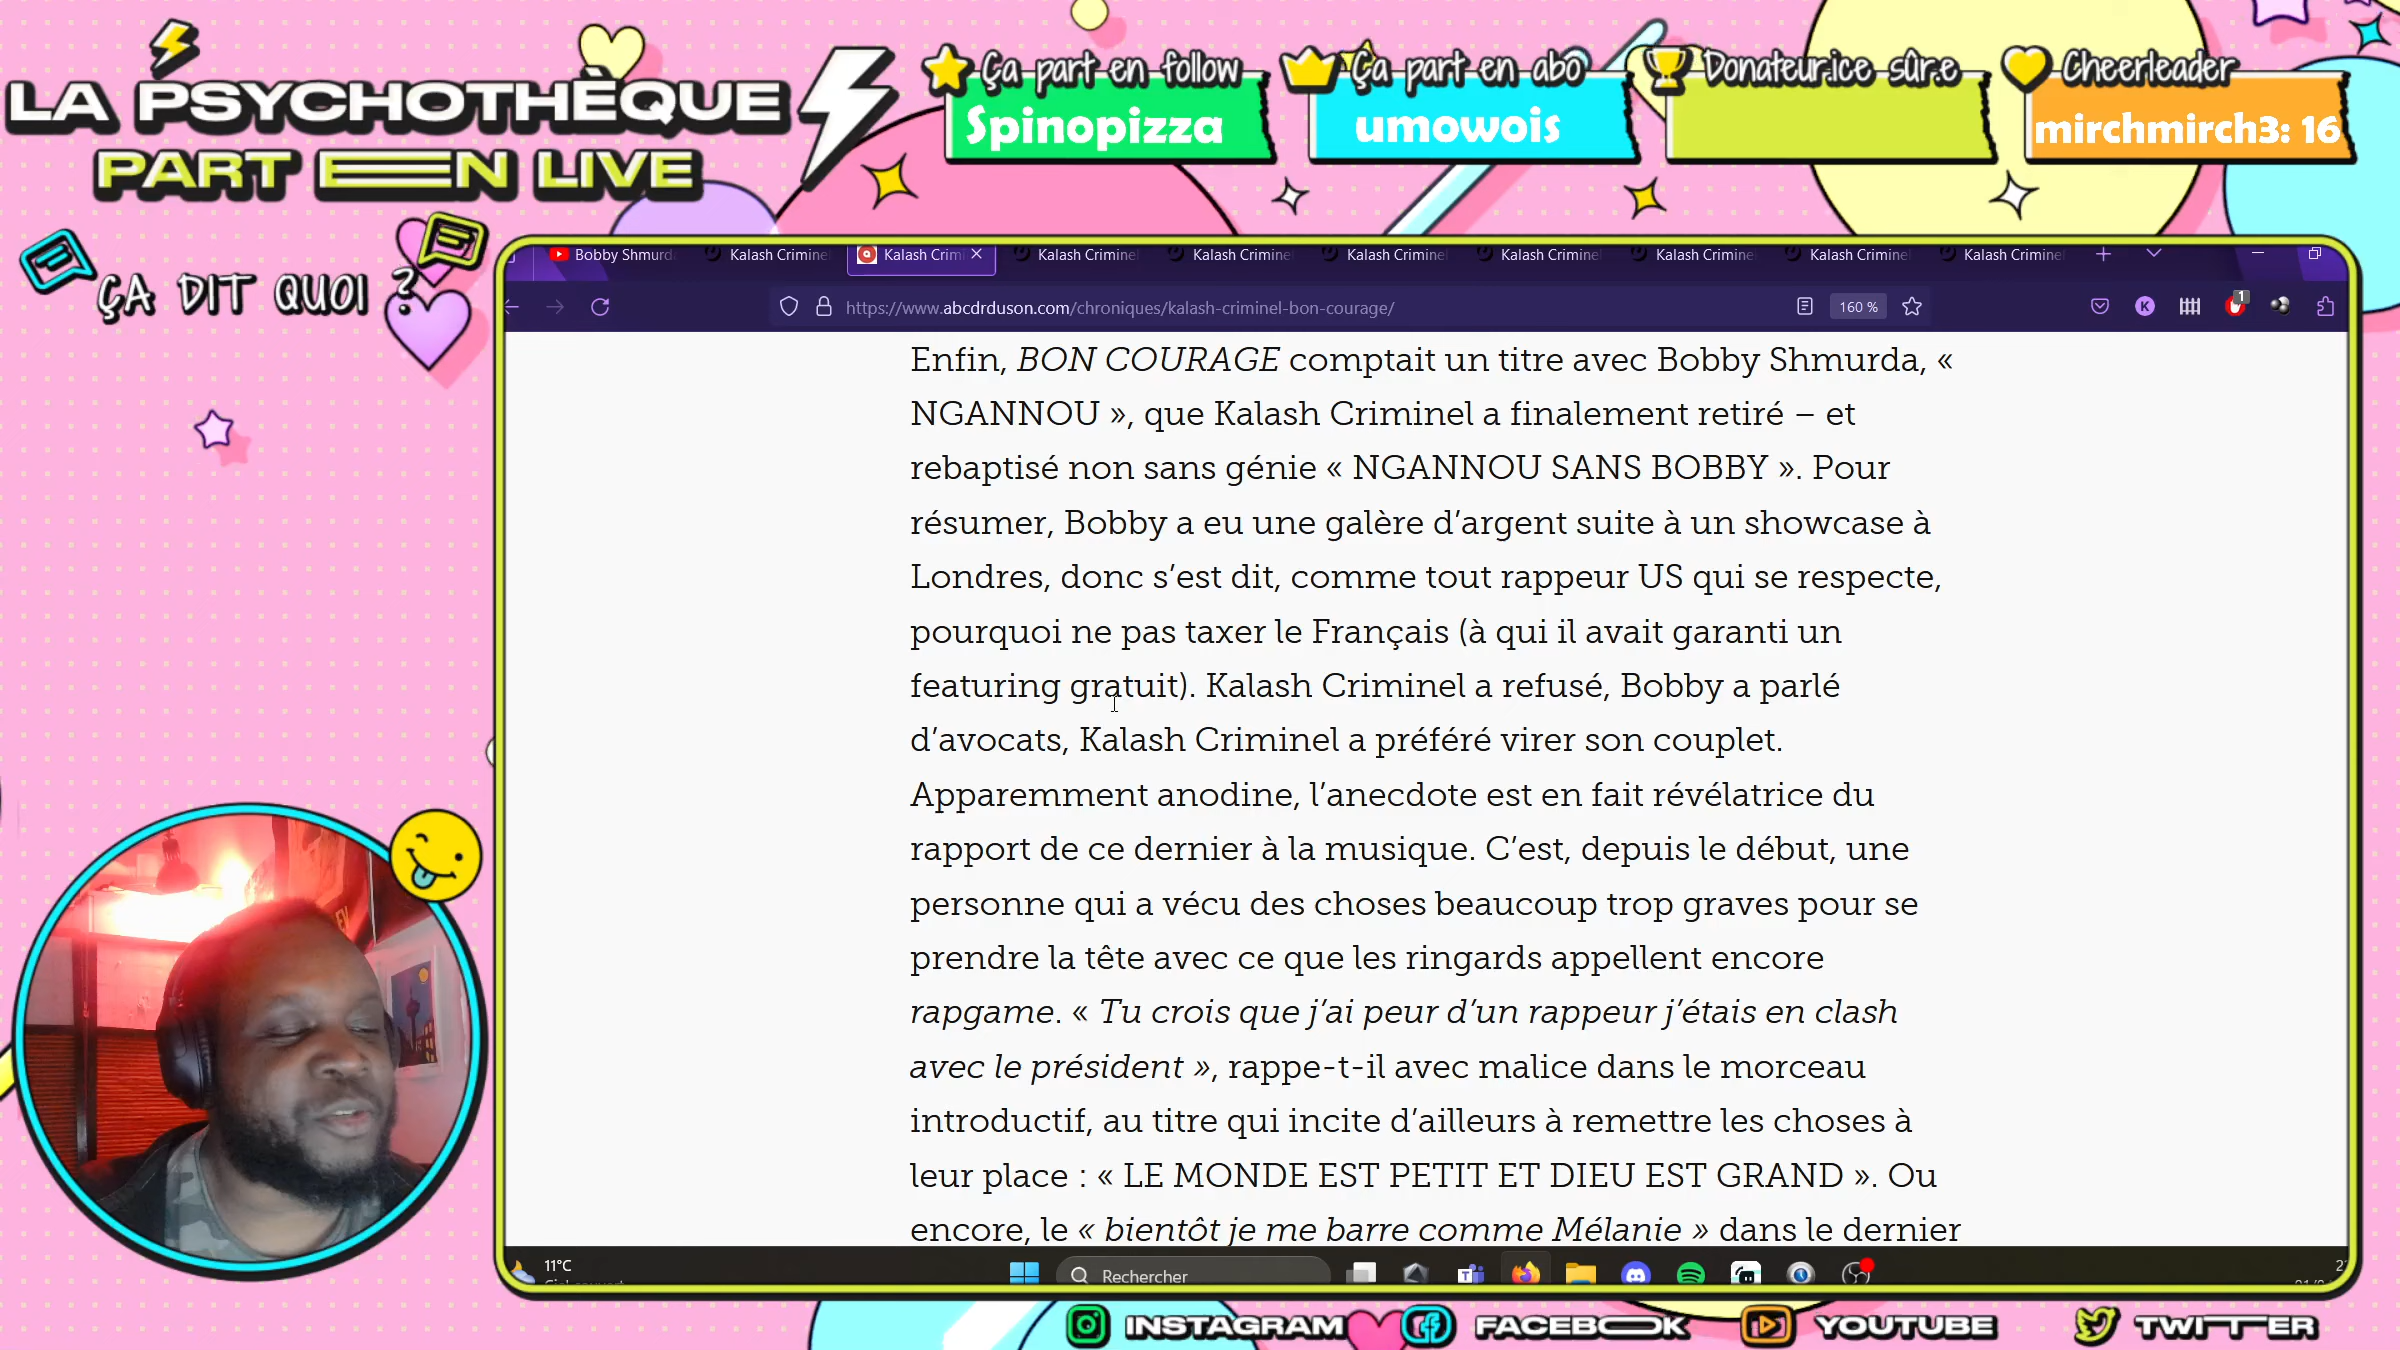 LA PSYCHOTHÈQUE
PART EN LIVE
Ça part en follow
Spinopizza
Ça part en abo
umowois
Donateur.ice sûr.e
Cheerleader
mirchmirch3: 16
ÇA DIT QUOI ?
Bobby Shmurd
Kalash Criminel
Kalash Crimi
Kalash Criminel
Kalash Criminel
Kalash Criminel
Kalash Criminel
Kalash Criminel
Kalash Criminel
Kalash Criminel
https://www.abcdrduson.com/chroniques/kalash-criminel-bon-courage/
160 %
K
1
Enfin, BON COURAGE comptait un titre avec Bobby Shmurda, «
NGANNOU », que Kalash Criminel a finalement retiré – et
rebaptisé non sans génie « NGANNOU SANS BOBBY ». Pour
résumer, Bobby a eu une galère d’argent suite à un showcase à
Londres, donc s’est dit, comme tout rappeur US qui se respecte,
pourquoi ne pas taxer le Français (à qui il avait garanti un
featuring gratuit). Kalash Criminel a refusé, Bobby a parlé
d’avocats, Kalash Criminel a préféré virer son couplet.
Apparemment anodine, l’anecdote est en fait révélatrice du
rapport de ce dernier à la musique. C’est, depuis le début, une
personne qui a vécu des choses beaucoup trop graves pour se
prendre la tête avec ce que les ringards appellent encore
rapgame. « Tu crois que j’ai peur d’un rappeur j’étais en clash
avec le président », rappe-t-il avec malice dans le morceau
introductif, au titre qui incite d’ailleurs à remettre les choses à
leur place : « LE MONDE EST PETIT ET DIEU EST GRAND ». Ou
encore, le « bientôt je me barre comme Mélanie » dans le dernier
11°C
Rechercher
INSTAGRAM
FACEBOOK
YOUTUBE
TWITTER